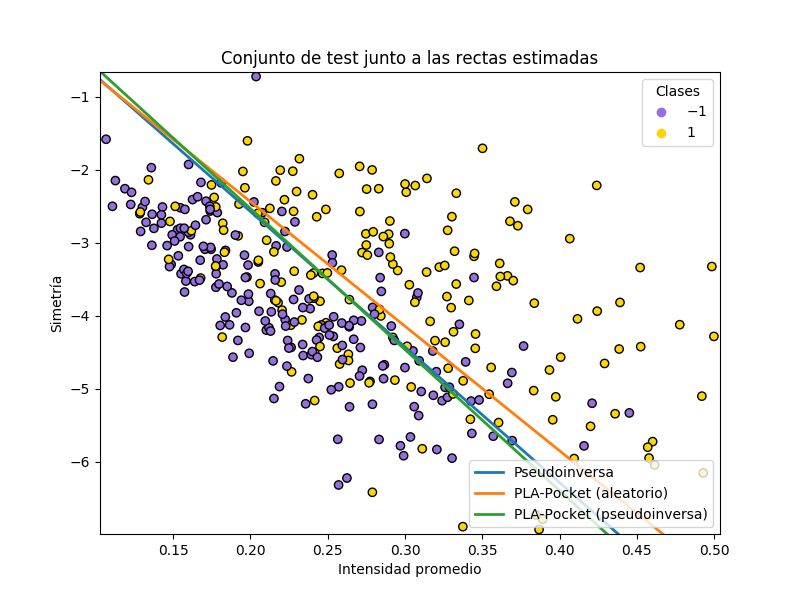 Conjunto de test junto a las rectas estimadas
Clases
−1
1
−1
−2
−3
−4
−5
−6
Simetría
Pseudoinversa
PLA-Pocket (aleatorio)
PLA-Pocket (pseudoinversa)
0.15 0.20 0.25 0.30 0.35 0.40 0.45 0.50
Intensidad promedio